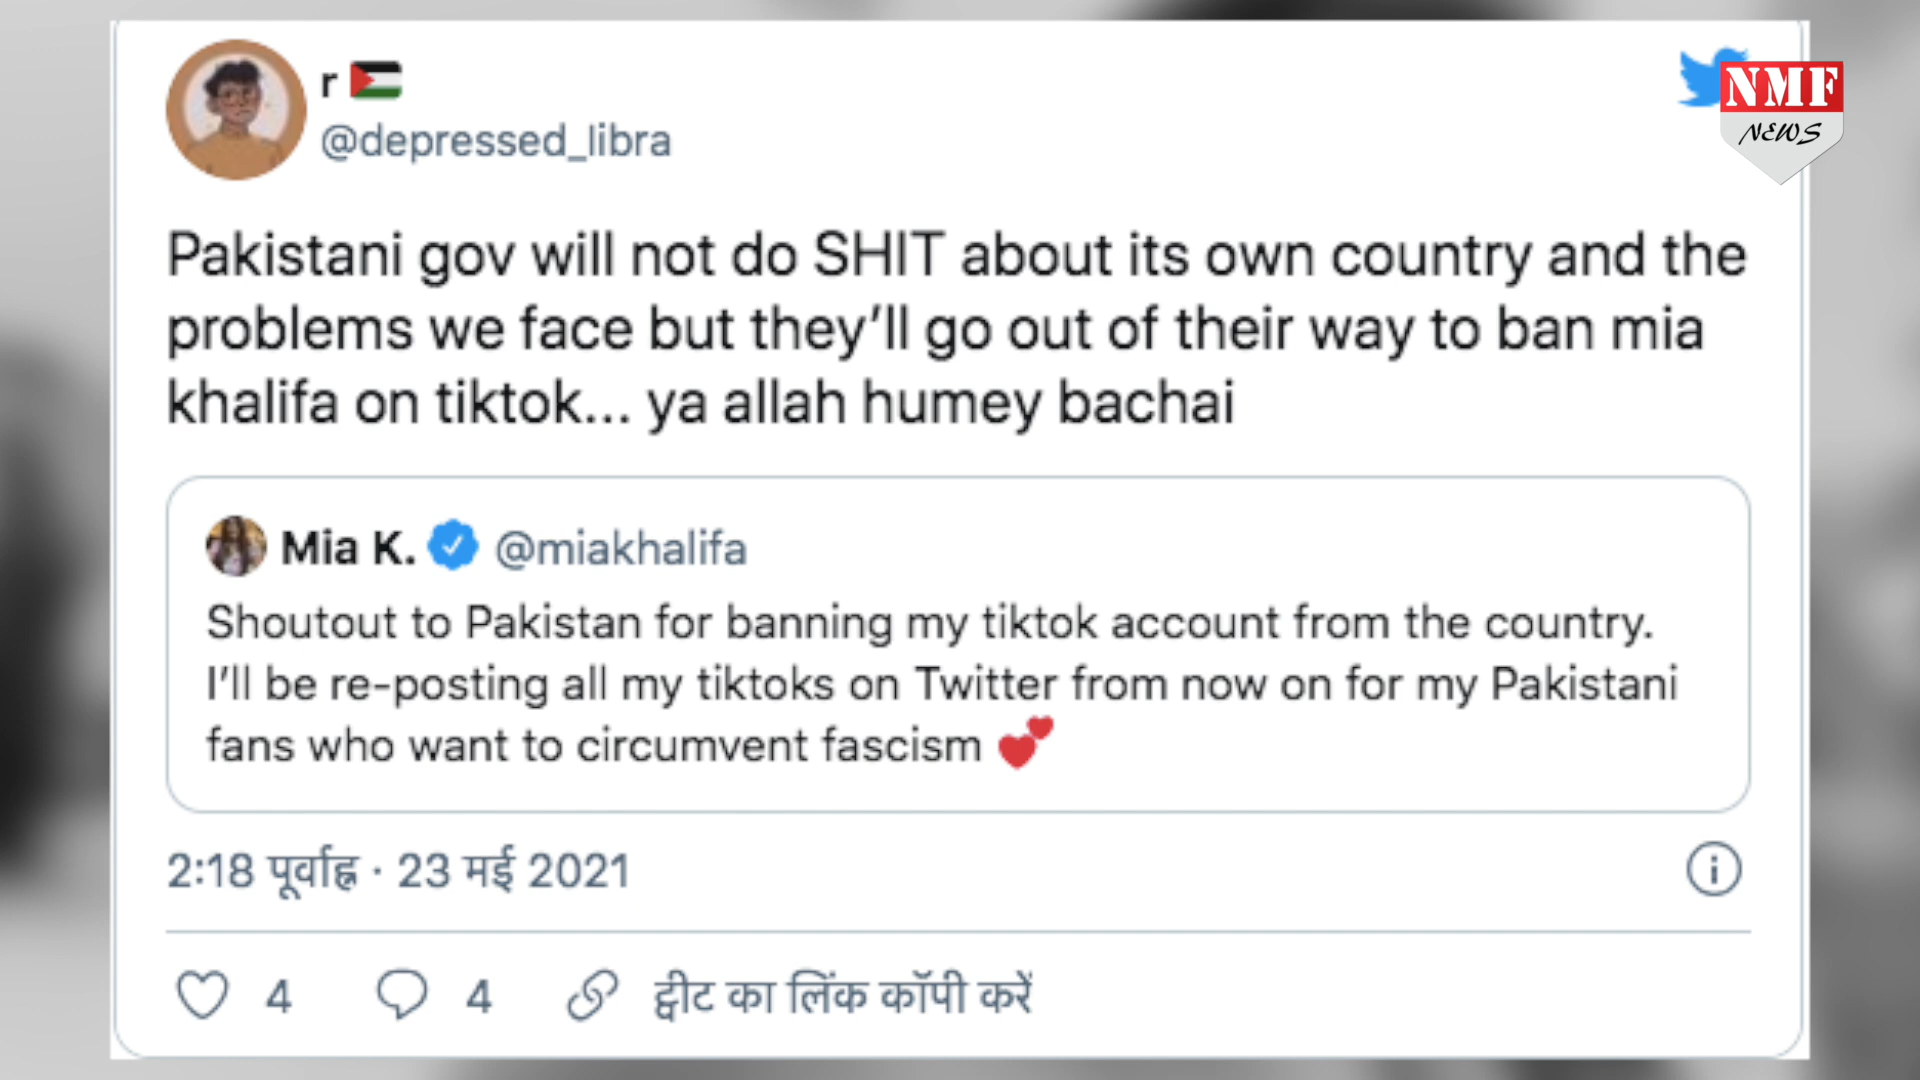 r 🇵🇸
@depressed_libra
NMF
NEWS
Pakistani gov will not do SHIT about its own country and the
problems we face but they’ll go out of their way to ban mia
khalifa on tiktok... ya allah humey bachai
Mia K. @miakhalifa
Shoutout to Pakistan for banning my tiktok account from the country.
I’ll be re-posting all my tiktoks on Twitter from now on for my Pakistani
fans who want to circumvent fascism 💕
2:18 पूर्वाह्न · 23 मई 2021
4 4 ट्वीट का लिंक कॉपी करें